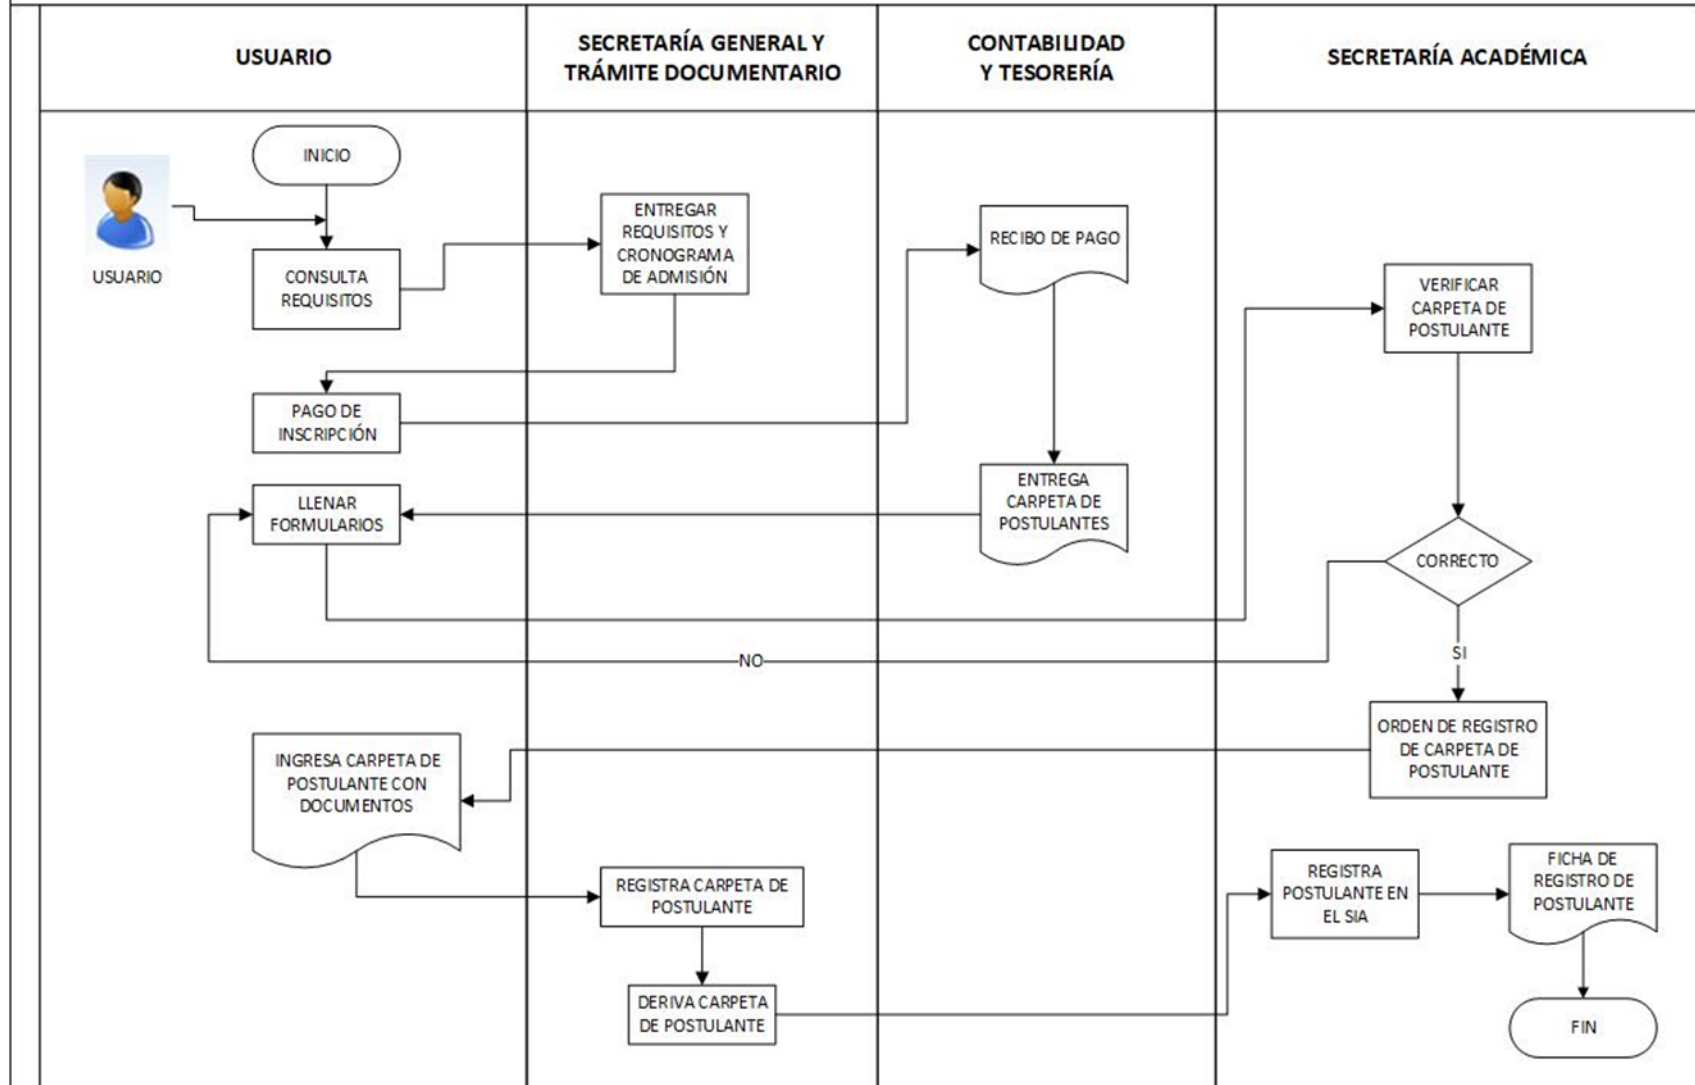 USUARIO
SECRETARÍA GENERAL Y
TRÁMITE DOCUMENTARIO
CONTABILIDAD
Y TESORERÍA
SECRETARÍA ACADÉMICA
INICIO
USUARIO
CONSULTA
REQUISITOS
ENTREGAR
REQUISITOS Y
CRONOGRAMA
DE ADMISIÓN
PAGO DE
INSCRIPCIÓN
RECIBO DE PAGO
ENTREGA
CARPETA DE
POSTULANTES
LLENAR
FORMULARIOS
VERIFICAR
CARPETA DE
POSTULANTE
CORRECTO
NO
SI
ORDEN DE REGISTRO
DE CARPETA DE
POSTULANTE
INGRESA CARPETA DE
POSTULANTE CON
DOCUMENTOS
REGISTRA CARPETA DE
POSTULANTE
DERIVA CARPETA
DE POSTULANTE
REGISTRA
POSTULANTE EN
EL SIA
FICHA DE
REGISTRO DE
POSTULANTE
FIN